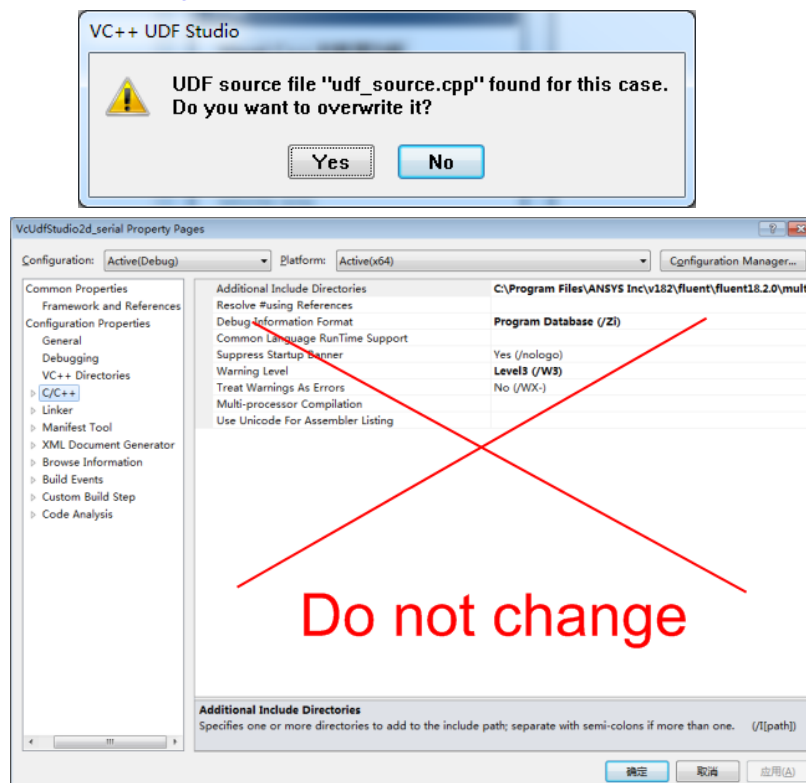 VC++ UDF Studio
UDF source file "udf_source.cpp" found for this case.
Do you want to overwrite it?
Yes
No
VcUdfStudio2d_serial Property Pages
Configuration: Active(Debug) Platform: Active(x64) Configuration Manager...
Common Properties
Framework and References
Configuration Properties
General
Debugging
VC++ Directories
C/C++
Linker
Manifest Tool
XML Document Generator
Browse Information
Build Events
Custom Build Step
Code Analysis
Additional Include Directories C:\Program Files\ANSYS Inc\v182\fluent\fluent18.2.0\mult
Resolve #using References
Debug Information Format Program Database (/Zi)
Common Language RunTime Support
Suppress Startup Banner Yes (/nologo)
Warning Level Level3 (/W3)
Treat Warnings As Errors No (/WX-)
Multi-processor Compilation
Use Unicode For Assembler Listing
Do not change
Additional Include Directories
Specifies one or more directories to add to the include path; separate with semi-colons if more than one. (/I[path])
确定 取消 应用(A)